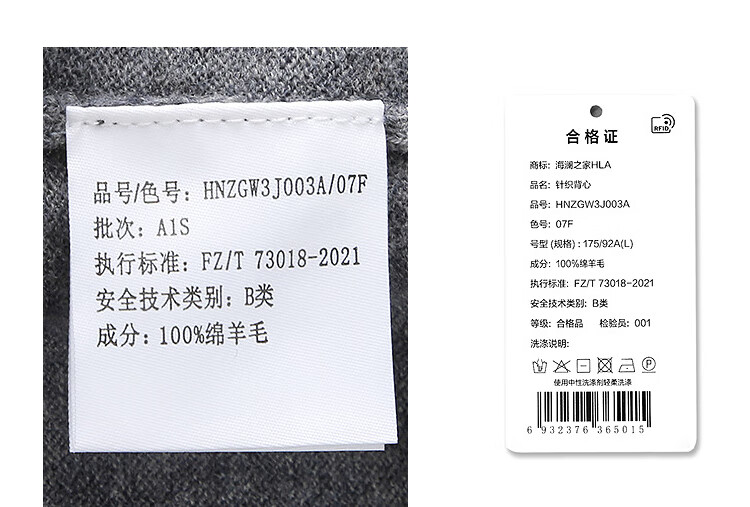 品号/色号: HNZGW3J003A/07F
批次: A1S
执行标准: FZ/T 73018-2021
安全技术类别: B类
成分: 100%绵羊毛
RFID
合格证
商标: 海澜之家HLA
品名: 针织背心
品号: HNZGW3J003A
色号: 07F
号型 (规格) : 175/92A(L)
成分: 100%绵羊毛
执行标准: FZ/T 73018-2021
安全技术类别: B类
等级: 合格品 检验员: 001
洗涤说明:
P
使用中性洗涤剂轻柔洗涤
6 932376 365015